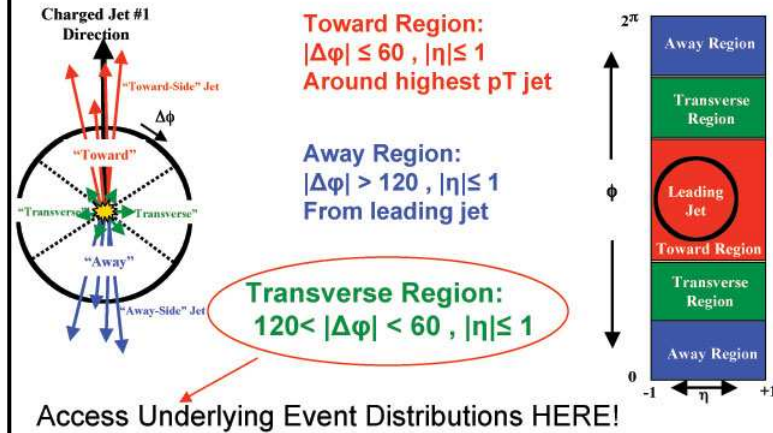 Charged Jet #1
Direction
"Toward-Side" Jet
Δϕ
"Toward"
"Transverse"
"Transverse"
"Away"
"Away-Side" Jet
Toward Region:
|Δφ| ≤ 60 , |η|≤ 1
Around highest pT jet
Away Region:
|Δφ| > 120 , |η|≤ 1
From leading jet
Transverse Region:
120< |Δφ| < 60 , |η|≤ 1
2π
Away Region
Transverse
Region
ϕ
Leading
Jet
Toward Region
Transverse
Region
Away Region
0
-1
η
+1
Access Underlying Event Distributions HERE!